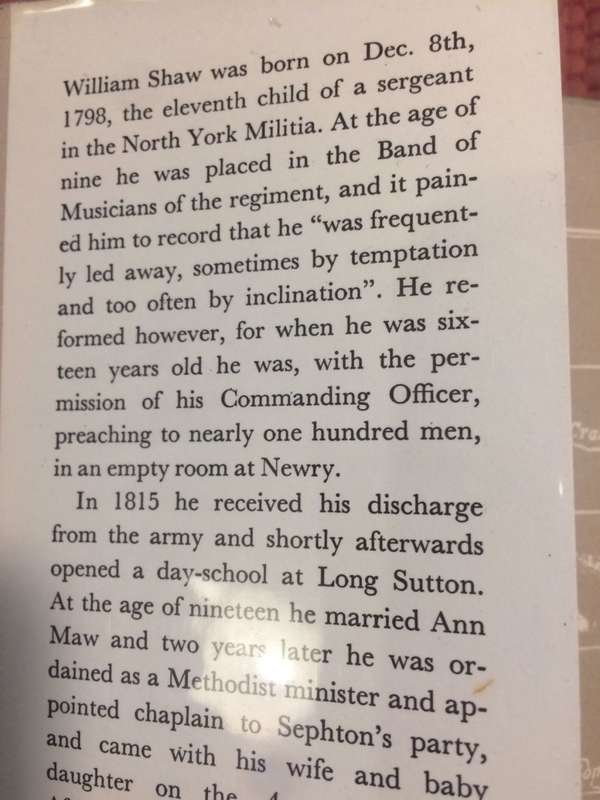 William Shaw was born on Dec. 8th,
1798, the eleventh child of a sergeant
in the North York Militia. At the age of
nine he was placed in the Band of
Musicians of the regiment, and it pain-
ed him to record that he “was frequent-
ly led away, sometimes by temptation
and too often by inclination”. He re-
formed however, for when he was six-
teen years old he was, with the per-
mission of his Commanding Officer,
preaching to nearly one hundred men,
in an empty room at Newry.
In 1815 he received his discharge
from the army and shortly afterwards
opened a day-school at Long Sutton.
At the age of nineteen he married Ann
Maw and two years later he was or-
dained as a Methodist minister and ap-
pointed chaplain to Sephton’s party,
and came with his wife and baby
daughter on the